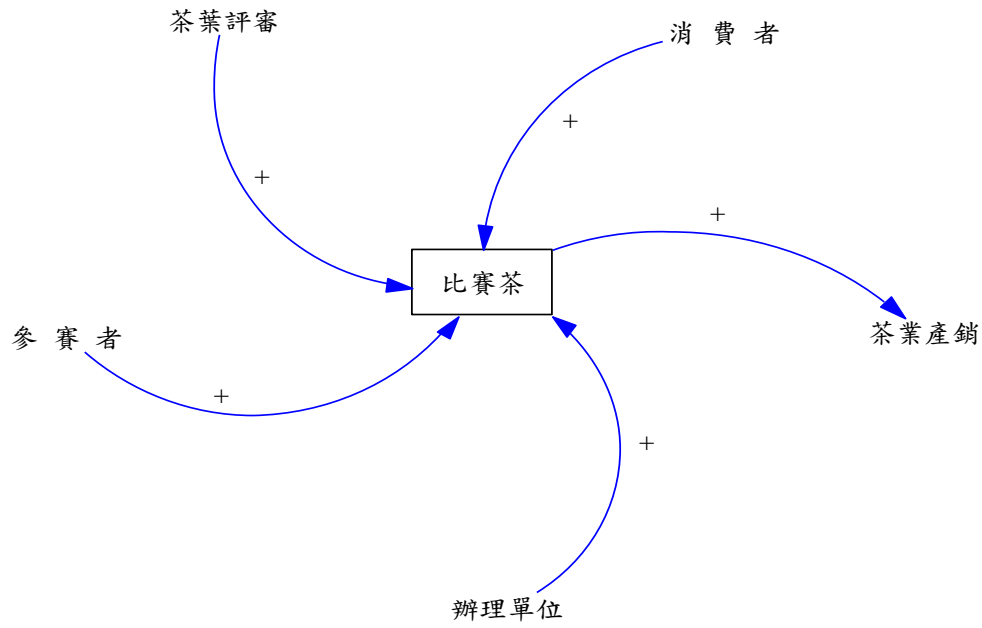 茶葉評審
消 費 者
+
+
+
比賽茶
參 賽 者
茶業產銷
+
+
辦理單位